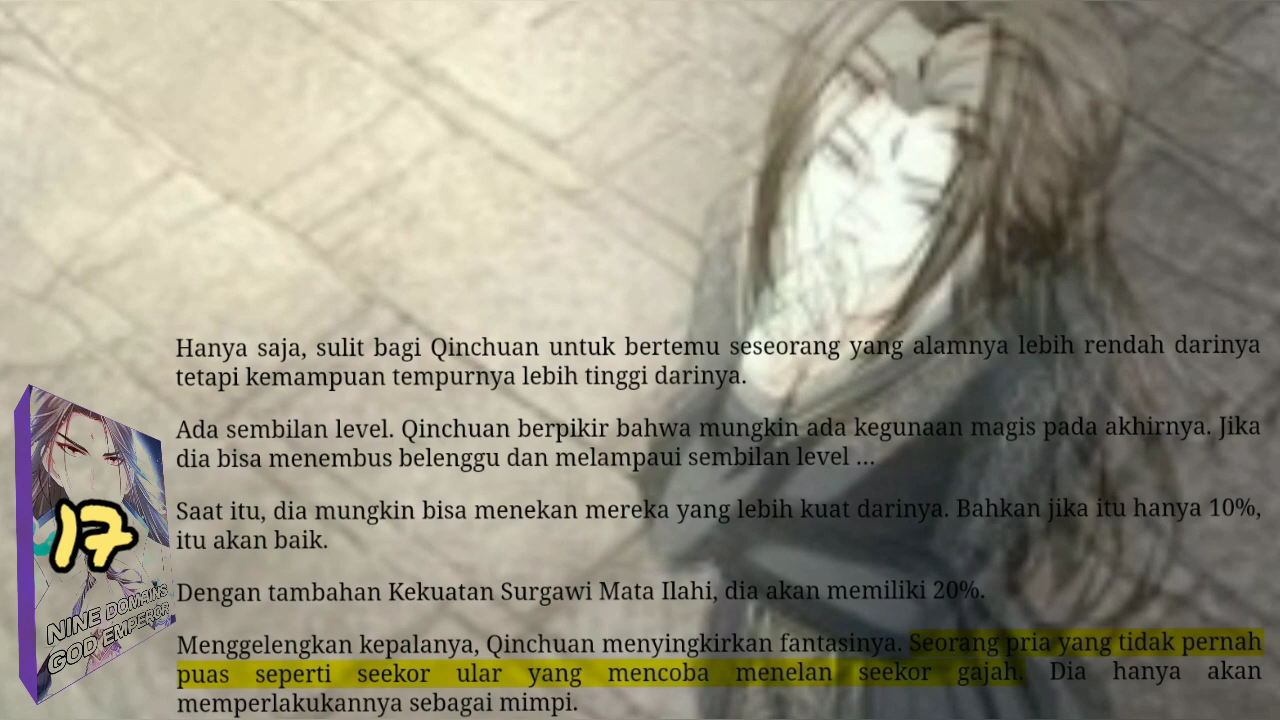 Hanya saja, sulit bagi Qinchuan untuk bertemu seseorang yang alamnya lebih rendah darinya
tetapi kemampuan tempurnya lebih tinggi darinya.
Ada sembilan level. Qinchuan berpikir bahwa mungkin ada kegunaan magis pada akhirnya. Jika
dia bisa menembus belenggu dan melampaui sembilan level ...
Saat itu, dia mungkin bisa menekan mereka yang lebih kuat darinya. Bahkan jika itu hanya 10%,
itu akan baik.
Dengan tambahan Kekuatan Surgawi Mata Ilahi, dia akan memiliki 20%.
Menggelengkan kepalanya, Qinchuan menyingkirkan fantasinya. Seorang pria yang tidak pernah
puas seperti seekor ular yang mencoba menelan seekor gajah. Dia hanya akan
memperlakukannya sebagai mimpi.
17
NINE DOMAINS
GOD EMPEROR